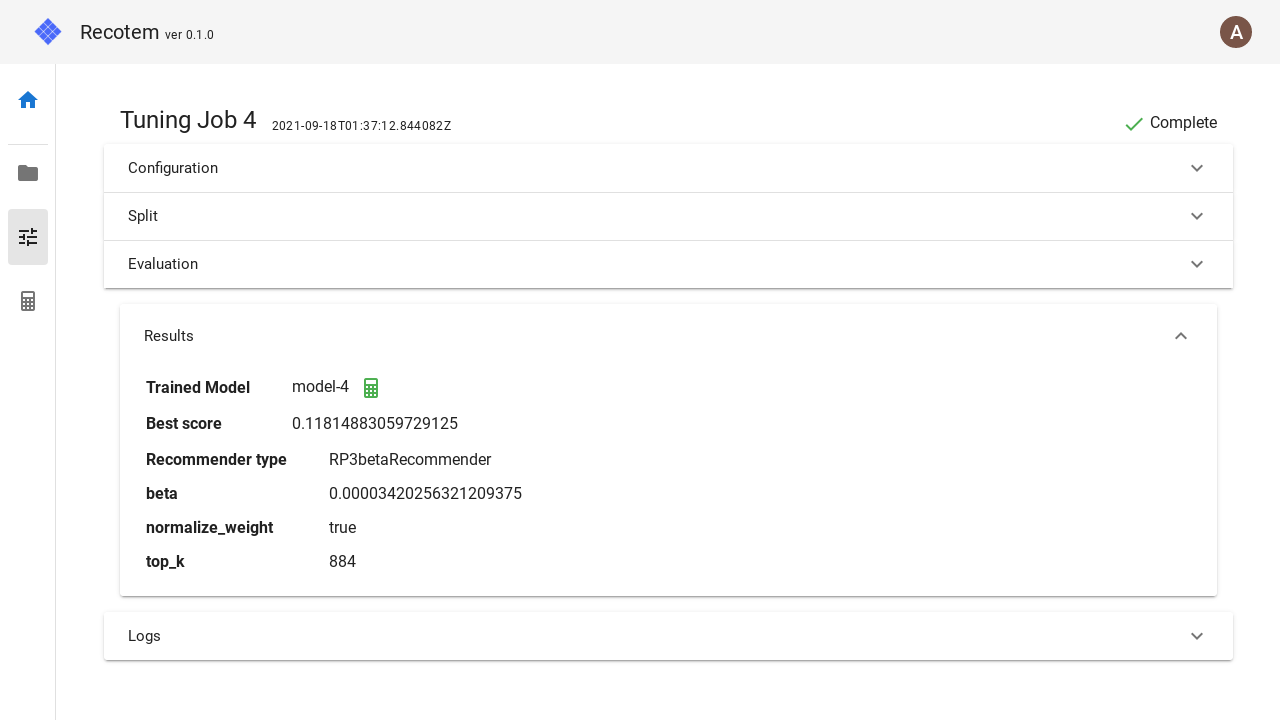 Recotem ver 0.1.0
A
Tuning Job 4 2021-09-18T01:37:12.844082Z
Complete
Configuration
Split
Evaluation
Results
Trained Model model-4
Best score 0.11814883059729125
Recommender type RP3betaRecommender
beta 0.00003420256321209375
normalize_weight true
top_k 884
Logs